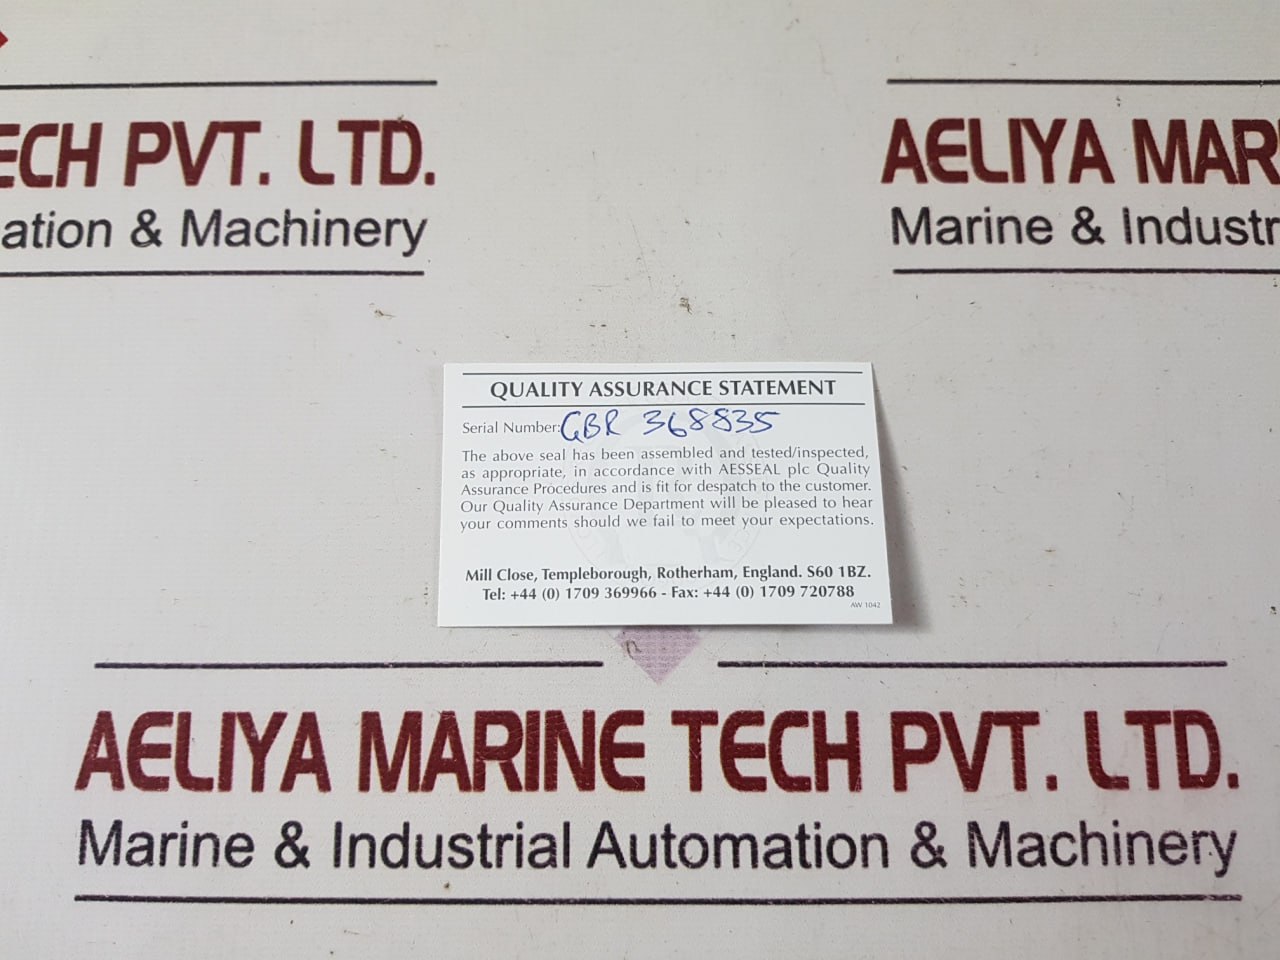 ECH PVT. LTD.
ation & Machinery
AELIYA MAR
Marine & Industr
QUALITY ASSURANCE STATEMENT
Serial Number: GBR 368835
The above seal has been assembled and tested/inspected,
as appropriate, in accordance with AESSEAL plc Quality
Assurance Procedures and is fit for despatch to the customer.
Our Quality Assurance Department will be pleased to hear
your comments should we fail to meet your expectations.
Mill Close, Templeborough, Rotherham, England. S60 1BZ.
Tel: +44 (0) 1709 369966 - Fax: +44 (0) 1709 720788
AW 1042
AELIYA MARINE TECH PVT. LTD.
Marine & Industrial Automation & Machinery